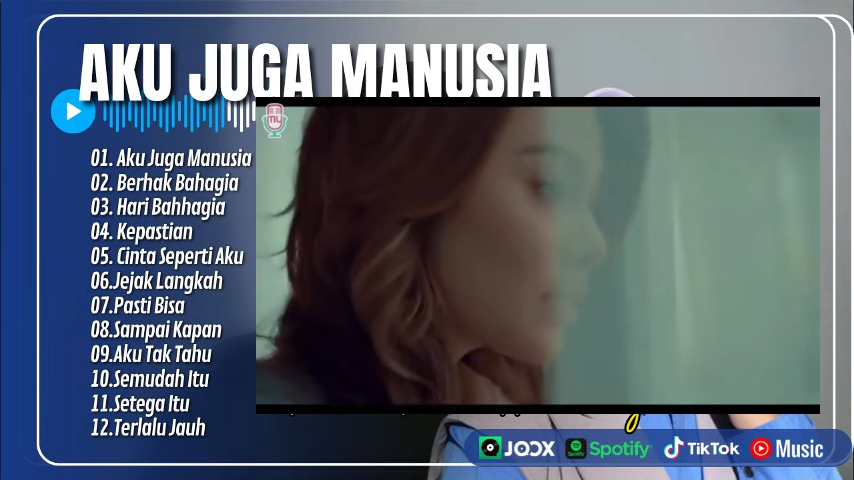 AKU JUGA MANUSIA
my
01. Aku Juga Manusia
02. Berhak Bahagia
03. Hari Bahhagia
04. Kepastian
05. Cinta Seperti Aku
06.Jejak Langkah
07.Pasti Bisa
08.Sampai Kapan
09.Aku Tak Tahu
10.Semudah Itu
11.Setega Itu
12.Terlalu Jauh
JOOX Spotify TikTok Music